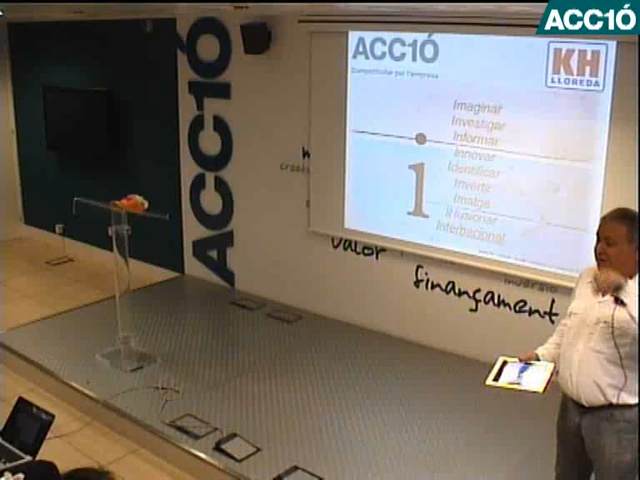 ACC1Ó
ACC1Ó
Competitivitat per l'empresa
KH
LLOREDA
Imaginar
Investigar
Informar
Innovar
Identificar
Invertir
Imatge
Il·lusionar
Internacional
i
ACC1Ó
valor
finançament
inversió